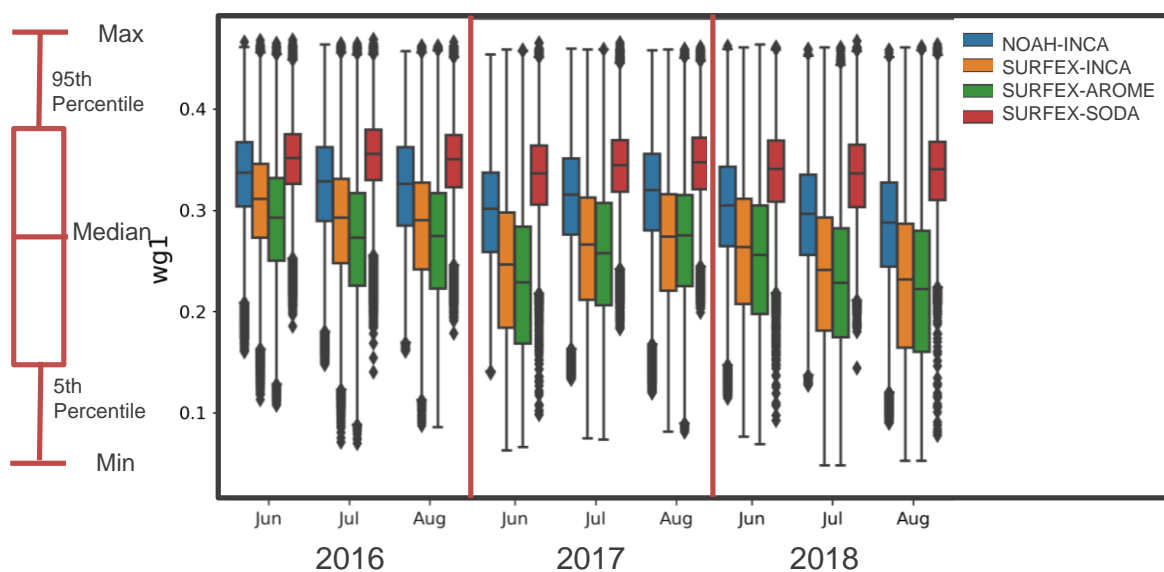 Max
95th
Percentile
Median
5th
Percentile
Min
wg1
0.4
0.3
0.2
0.1
NOAH-INCA
SURFEX-INCA
SURFEX-AROME
SURFEX-SODA
Jun Jul Aug Jun Jul Aug Jun Jul Aug
2016 2017 2018